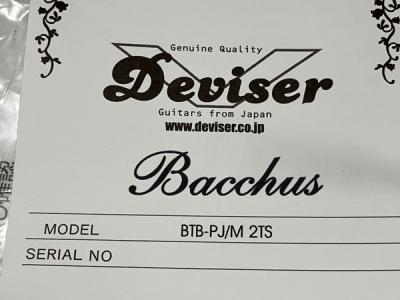 Genuine Quality
Deviser
Guitars from Japan
www.deviser.co.jp
Bacchus
MODEL BTB-PJ/M 2TS
SERIAL NO